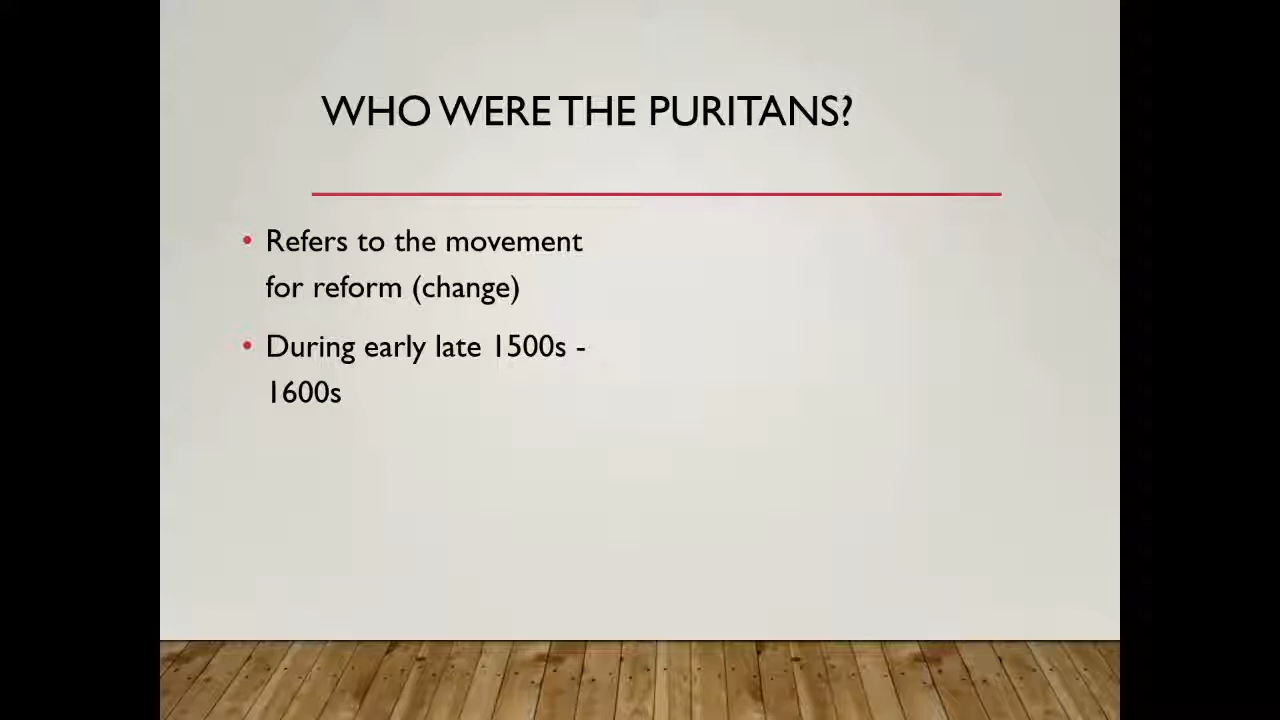 WHO WERE THE PURITANS?
• Refers to the movement
for reform (change)
• During early late 1500s -
1600s